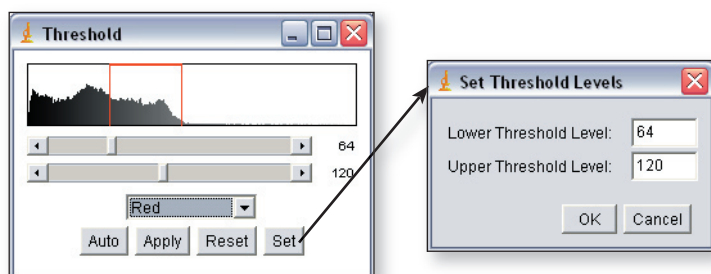 Threshold
64
120
Red
Auto Apply Reset Set
Set Threshold Levels
Lower Threshold Level: 64
Upper Threshold Level: 120
OK Cancel